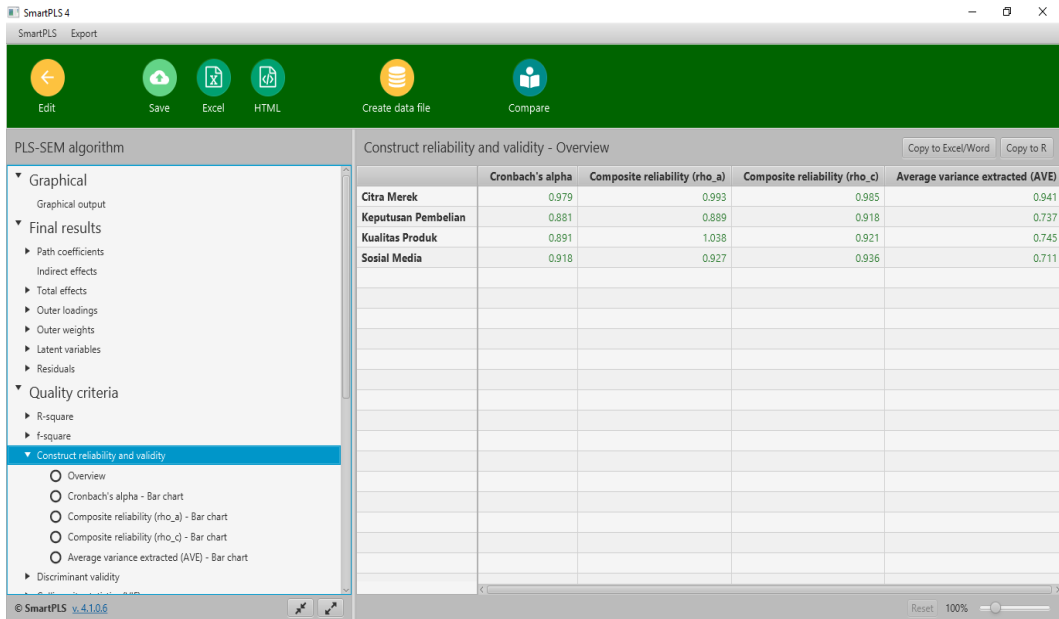 SmartPLS 4
SmartPLS Export
Edit Save Excel HTML Create data file Compare
PLS-SEM algorithm
Graphical
Graphical output
Final results
Path coefficients
Indirect effects
Total effects
Outer loadings
Outer weights
Latent variables
Residuals
Quality criteria
R-square
f-square
Construct reliability and validity
Overview
Cronbach's alpha - Bar chart
Composite reliability (rho_a) - Bar chart
Composite reliability (rho_c) - Bar chart
Average variance extracted (AVE) - Bar chart
Discriminant validity
© SmartPLS v. 4.1.0.6
Construct reliability and validity - Overview
Copy to Excel/Word Copy to R
Cronbach's alpha Composite reliability (rho_a) Composite reliability (rho_c) Average variance extracted (AVE)
Citra Merek 0.979 0.993 0.985 0.941
Keputusan Pembelian 0.881 0.889 0.918 0.737
Kualitas Produk 0.891 1.038 0.921 0.745
Sosial Media 0.918 0.927 0.936 0.711
Reset 100%